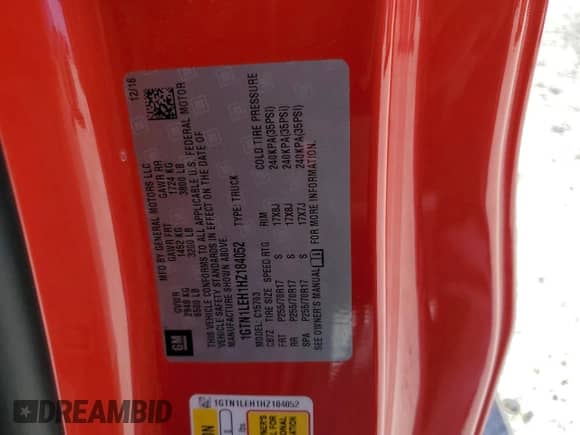 MFD BY GENERAL MOTORS LLC 12/16
GVWR GAWR FRT GAWR RR
2948 KG 1452 KG 1724 KG
6500 LB 3200 LB 3800 LB
THIS VEHICLE CONFORMS TO ALL APPLICABLE U.S. FEDERAL MOTOR
VEHICLE SAFETY STANDARDS IN EFFECT ON THE DATE OF
MANUFACTURE SHOWN ABOVE.
1GTN1LEH1HZ184052 TYPE: TRUCK
MODEL: C15703
CB7Z TIRE SIZE SPEED RTG RIM COLD TIRE PRESSURE
FRT P255/70R17 S 17X8J 240KPA(35PSI)
RR P255/70R17 S 17X8J 240KPA(35PSI)
SPA P255/70R17 S 17X7J 240KPA(35PSI)
SEE OWNER'S MANUAL FOR MORE INFORMATION.
GM
1GTN1LEH1HZ184052
DREAMBID